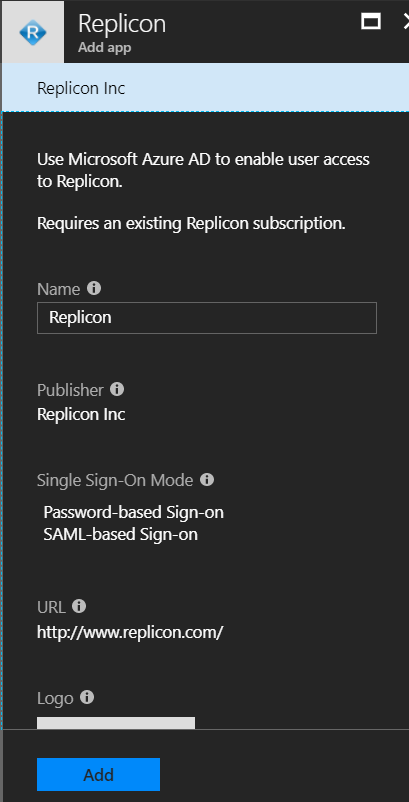 R
Replicon
Add app
Replicon Inc
Use Microsoft Azure AD to enable user access
to Replicon.
Requires an existing Replicon subscription.
Name
Replicon
Publisher
Replicon Inc
Single Sign-On Mode
Password-based Sign-on
SAML-based Sign-on
URL
http://www.replicon.com/
Logo
Add